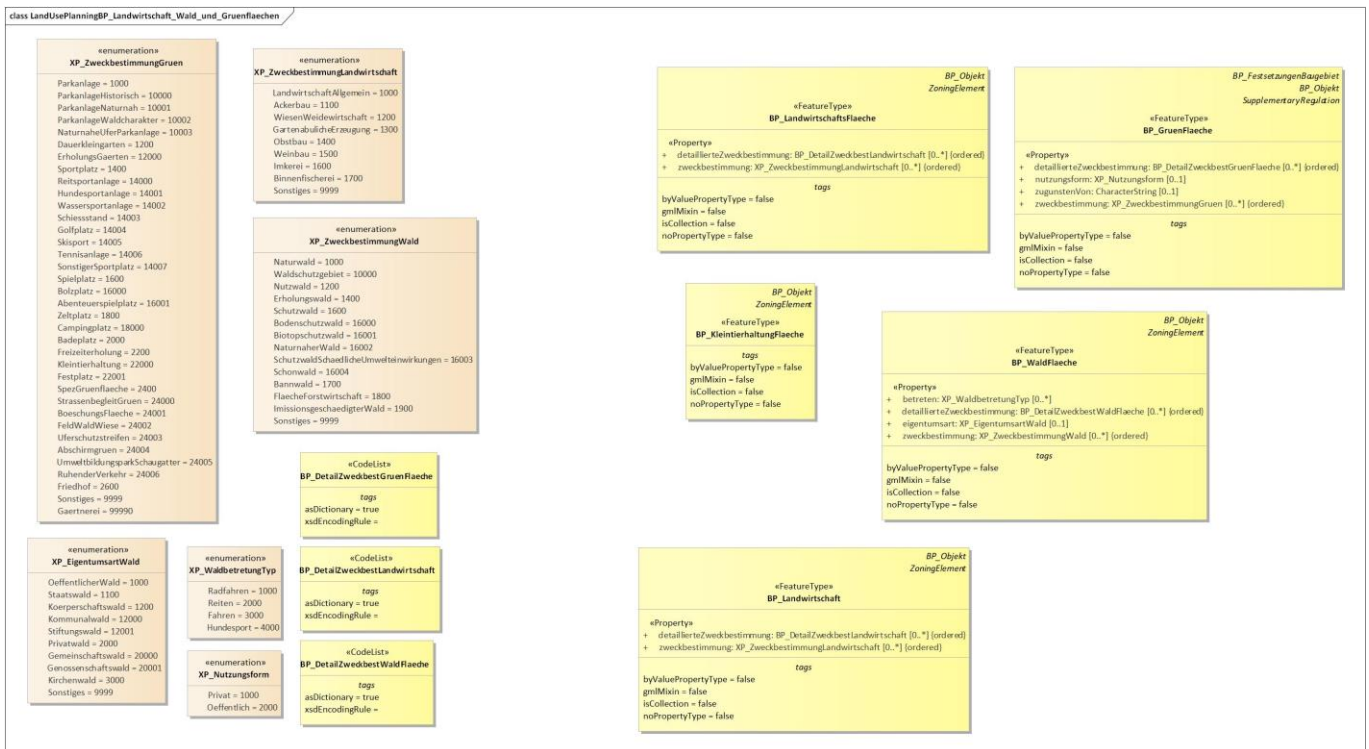 class LandUsePlanningBP_Landwirtschaft_Wald_und_Gruenflaechen
«enumeration»
XP_ZweckbestimmungGruen
Parkanlage = 1000
ParkanlageHistorisch = 10000
ParkanlageNaturnah = 10001
ParkanlageWaldcharakter = 10002
NaturnaheUferParkanlage = 10003
Dauerkleingarten = 1200
ErholungsGaerten = 12000
Sportplatz = 1400
Reitsportanlage = 14000
Hundesportanlage = 14001
Wassersportanlage = 14002
Schiessstand = 14003
Golfplatz = 14004
Skisport = 14005
Tennisanlage = 14006
SonstigerSportplatz = 14007
Spielplatz = 1600
Bolzplatz = 16000
Abenteuerspielplatz = 16001
Zeltplatz = 1800
Campingplatz = 18000
Badeplatz = 2000
Freizeiterholung = 2200
Kleintierhaltung = 22000
Festplatz = 22001
SpezGruenflaeche = 2400
StrassenbegleitGruen = 24000
BoeschungsFlaeche = 24001
FeldWaldWiese = 24002
Uferschutzstreifen = 24003
Abschirmgruen = 24004
UmweltbildungsparkSchaugatter = 24005
RuhenderVerkehr = 24006
Friedhof = 2600
Sonstiges = 9999
Gaertnerei = 99990
«enumeration»
XP_ZweckbestimmungLandwirtschaft
LandwirtschaftAllgemein = 1000
Ackerbau = 1100
WiesenWeidewirtschaft = 1200
GartenabulicheErzeugung = 1300
Obstbau = 1400
Weinbau = 1500
Imkerei = 1600
Binnenfischerei = 1700
Sonstiges = 9999
«enumeration»
XP_ZweckbestimmungWald
Naturwald = 1000
Waldschutzgebiet = 10000
Nutzwald = 1200
Erholungswald = 1400
Schutzwald = 1600
Bodenschutzwald = 16000
Biotopschutzwald = 16001
NaturnaherWald = 16002
SchutzwaldSchaedlicheUmwelteinwirkungen = 16003
Schonwald = 16004
Bannwald = 1700
FlaecheForstwirtschaft = 1800
ImissionsgeschaedigterWald = 1900
Sonstiges = 9999
«CodeList»
BP_DetailZweckbestGruenFlaeche
tags
asDictionary = true
xsdEncodingRule =
«enumeration»
XP_EigentumsartWald
OeffentlicherWald = 1000
Staatswald = 1100
Koerperschaftswald = 1200
Kommunalwald = 12000
Stiftungswald = 12001
Privatwald = 2000
Gemeinschaftswald = 20000
Genossenschaftswald = 20001
Kirchenwald = 3000
Sonstiges = 9999
«enumeration»
XP_WaldbetretungTyp
Radfahren = 1000
Reiten = 2000
Fahren = 3000
Hundesport = 4000
«enumeration»
XP_Nutzungsform
Privat = 1000
Oeffentlich = 2000
«CodeList»
BP_DetailZweckbestLandwirtschaft
tags
asDictionary = true
xsdEncodingRule =
«CodeList»
BP_DetailZweckbestWaldFlaeche
tags
asDictionary = true
xsdEncodingRule =
BP_Objekt
ZoningElement
«FeatureType»
BP_LandwirtschaftsFlaeche
«Property»
+ detaillierteZweckbestimmung: BP_DetailZweckbestLandwirtschaft [0..*] {ordered}
+ zweckbestimmung: XP_ZweckbestimmungLandwirtschaft [0..*] {ordered}
tags
byValuePropertyType = false
gmlMixin = false
isCollection = false
noPropertyType = false
BP_FestsetzungenBaugebiet
BP_Objekt
SupplementaryRegulation
«FeatureType»
BP_GruenFlaeche
«Property»
+ detaillierteZweckbestimmung: BP_DetailZweckbestGruenFlaeche [0..*] {ordered}
+ nutzungsform: XP_Nutzungsform [0..1]
+ zugunstenVon: CharacterString [0..1]
+ zweckbestimmung: XP_ZweckbestimmungGruen [0..*] {ordered}
tags
byValuePropertyType = false
gmlMixin = false
isCollection = false
noPropertyType = false
BP_Objekt
ZoningElement
«FeatureType»
BP_KleintierhaltungFlaeche
tags
byValuePropertyType = false
gmlMixin = false
isCollection = false
noPropertyType = false
BP_Objekt
ZoningElement
«FeatureType»
BP_WaldFlaeche
«Property»
+ betreten: XP_WaldbetretungTyp [0..*]
+ detaillierteZweckbestimmung: BP_DetailZweckbestWaldFlaeche [0..*] {ordered}
+ eigentumsart: XP_EigentumsartWald [0..1]
+ zweckbestimmung: XP_ZweckbestimmungWald [0..*] {ordered}
tags
byValuePropertyType = false
gmlMixin = false
isCollection = false
noPropertyType = false
BP_Objekt
ZoningElement
«FeatureType»
BP_Landwirtschaft
«Property»
+ detaillierteZweckbestimmung: BP_DetailZweckbestLandwirtschaft [0..*] {ordered}
+ zweckbestimmung: XP_ZweckbestimmungLandwirtschaft [0..*] {ordered}
tags
byValuePropertyType = false
gmlMixin = false
isCollection = false
noPropertyType = false